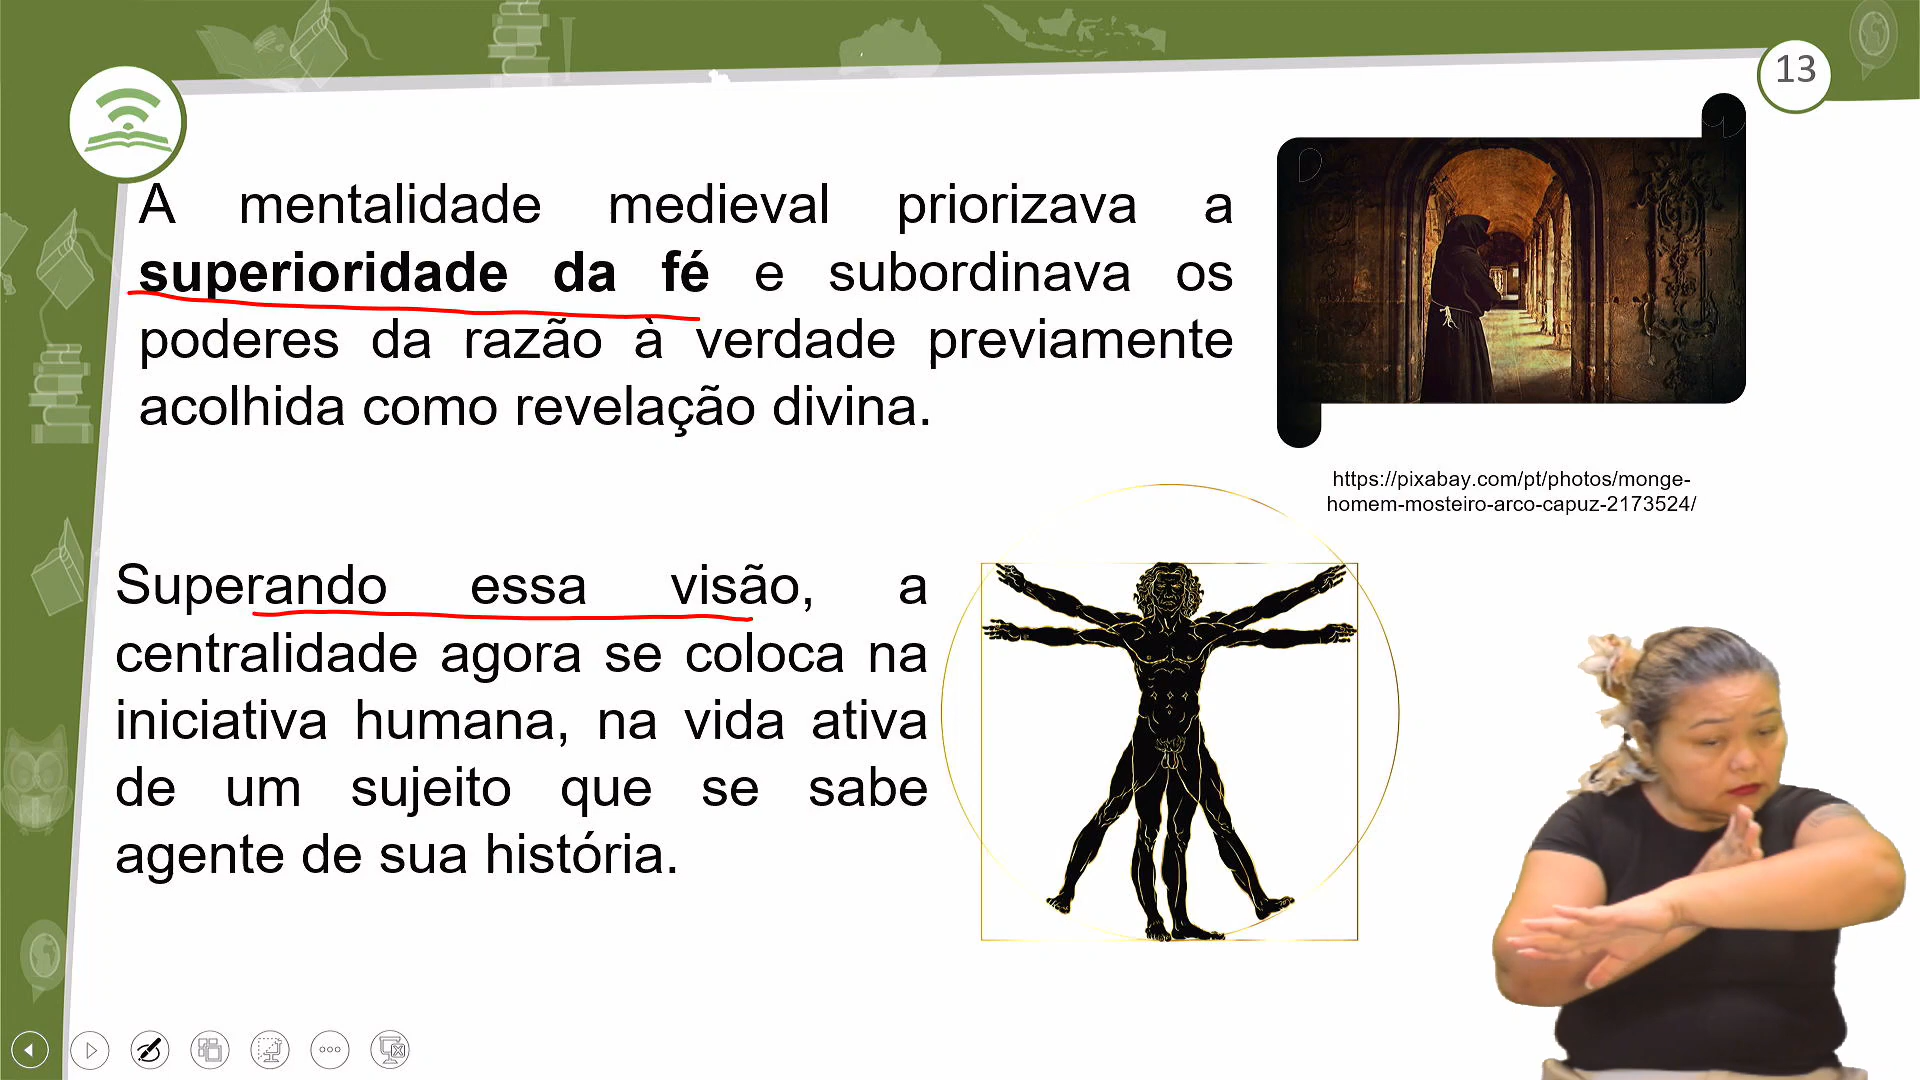 13
A mentalidade medieval priorizava a
superioridade da fé e subordinava os
poderes da razão à verdade previamente
acolhida como revelação divina.
https://pixabay.com/pt/photos/monge-
homem-mosteiro-arco-capuz-2173524/
Superando essa visão, a
centralidade agora se coloca na
iniciativa humana, na vida ativa
de um sujeito que se sabe
agente de sua história.